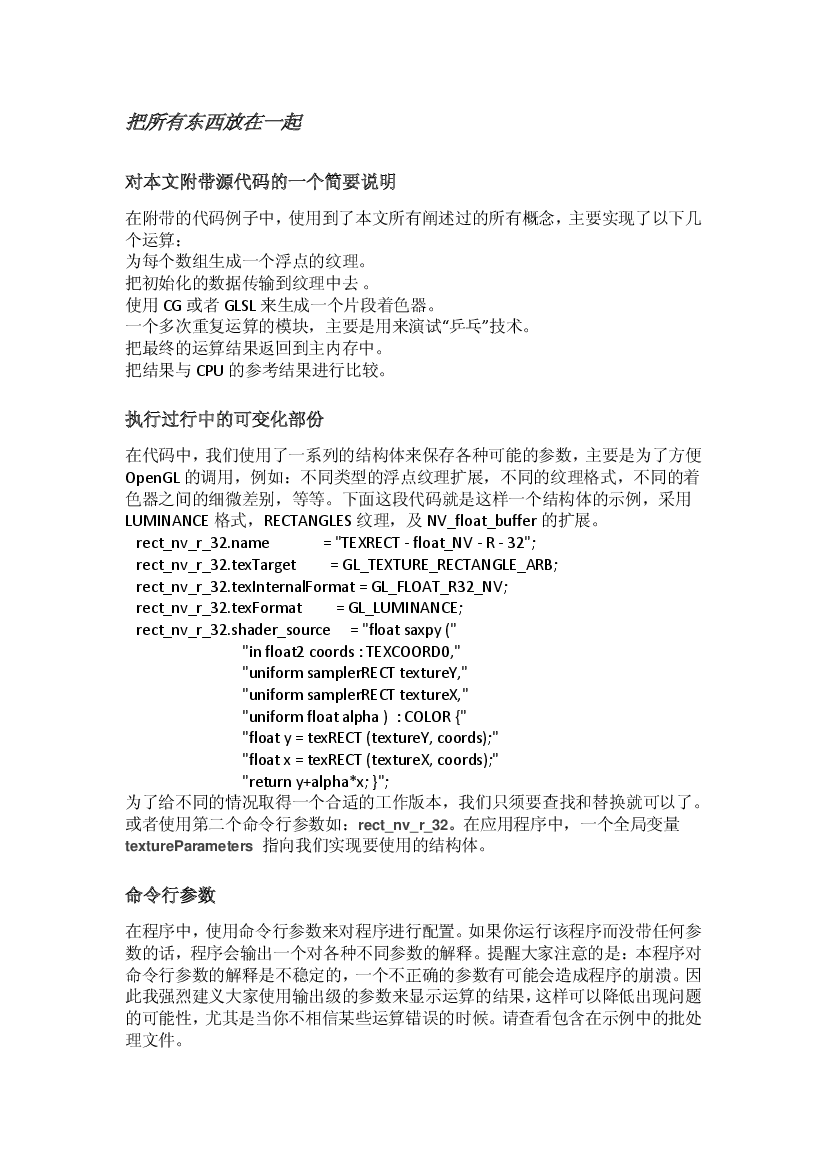 把所有东西放在一起
对本文附带源代码的一个简要说明
在附带的代码例子中，使用到了本文所有阐述过的所有概念，主要实现了以下几
个运算：
为每个数组生成一个浮点的纹理。
把初始化的数据传输到纹理中去 。
使用 CG 或者 GLSL 来生成一个片段着色器。
一个多次重复运算的模块，主要是用来演试“乒乓”技术。
把最终的运算结果返回到主内存中。
把结果与 CPU 的参考结果进行比较。
执行过行中的可变化部份
在代码中，我们使用了一系列的结构体来保存各种可能的参数，主要是为了方便
OpenGL 的调用，例如：不同类型的浮点纹理扩展，不同的纹理格式，不同的着
色器之间的细微差别，等等。下面这段代码就是这样一个结构体的示例，采用
LUMINANCE 格式，RECTANGLES 纹理，及 NV_float_buffer 的扩展。
rect_nv_r_32.name = "TEXRECT - float_NV - R - 32";
rect_nv_r_32.texTarget = GL_TEXTURE_RECTANGLE_ARB;
rect_nv_r_32.texInternalFormat = GL_FLOAT_R32_NV;
rect_nv_r_32.texFormat = GL_LUMINANCE;
rect_nv_r_32.shader_source = "float saxpy ("
"in float2 coords : TEXCOORD0,"
"uniform samplerRECT textureY,"
"uniform samplerRECT textureX,"
"uniform float alpha ) : COLOR {"
"float y = texRECT (textureY, coords);"
"float x = texRECT (textureX, coords);"
"return y+alpha*x; }";
为了给不同的情况取得一个合适的工作版本，我们只须要查找和替换就可以了。
或者使用第二个命令行参数如：rect_nv_r_32。在应用程序中，一个全局变量
textureParameters 指向我们实现要使用的结构体。
命令行参数
在程序中，使用命令行参数来对程序进行配置。如果你运行该程序而没带任何参
数的话，程序会输出一个对各种不同参数的解释。提醒大家注意的是：本程序对
命令行参数的解释是不稳定的，一个不正确的参数有可能会造成程序的崩溃。因
此我强烈建义大家使用输出级的参数来显示运算的结果，这样可以降低出现问题
的可能性，尤其是当你不相信某些运算错误的时候。请查看包含在示例中的批处
理文件。